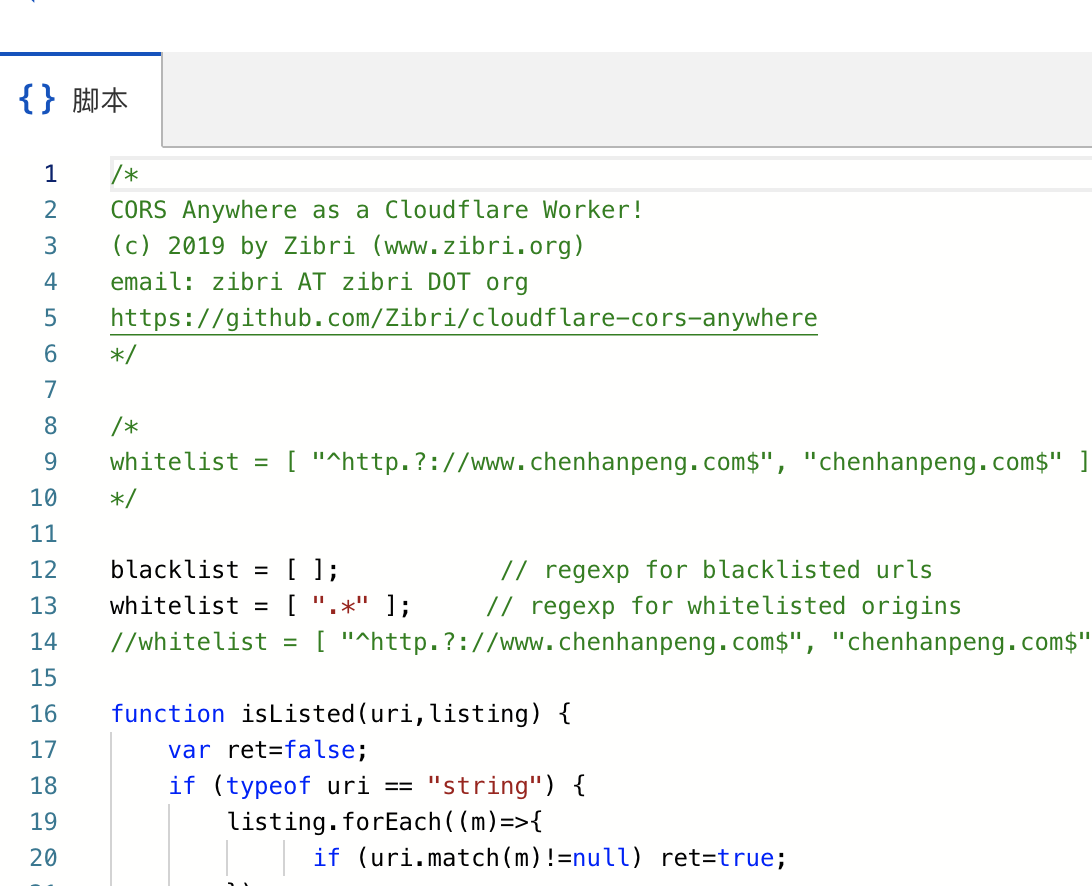 {} 脚本
1 /*
2 CORS Anywhere as a Cloudflare Worker!
3 (c) 2019 by Zibri (www.zibri.org)
4 email: zibri AT zibri DOT org
5 https://github.com/Zibri/cloudflare-cors-anywhere
6 */
7
8 /*
9 whitelist = [ "^http.?://www.chenhanpeng.com$", "chenhanpeng.com$" ]
10 */
11
12 blacklist = [ ]; // regexp for blacklisted urls
13 whitelist = [ ".*" ]; // regexp for whitelisted origins
14 //whitelist = [ "^http.?://www.chenhanpeng.com$", "chenhanpeng.com$"
15
16 function isListed(uri,listing) {
17 var ret=false;
18 if (typeof uri == "string") {
19 listing.forEach((m)=>{
20 if (uri.match(m)!=null) ret=true;